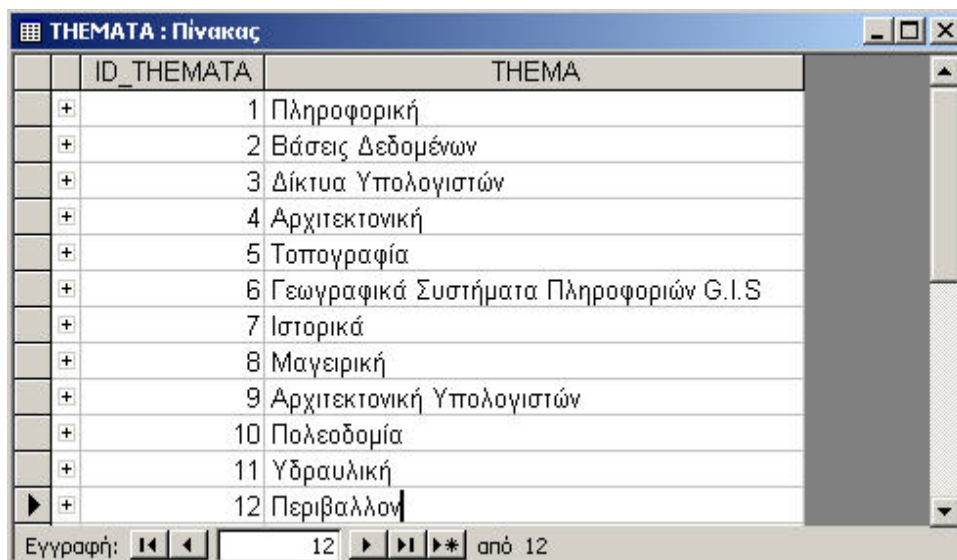 THEMATA : Πίνακας
ID_THEMATA THEMA
1 Πληροφορική
2 Βάσεις Δεδομένων
3 Δίκτυα Υπολογιστών
4 Αρχιτεκτονική
5 Τοπογραφία
6 Γεωγραφικά Συστήματα Πληροφοριών G.I.S
7 Ιστορικά
8 Μαγειρική
9 Αρχιτεκτονική Υπολογιστών
10 Πολεοδομία
11 Υδραυλική
12 Περιβαλλον
Εγγραφή: 12 από 12